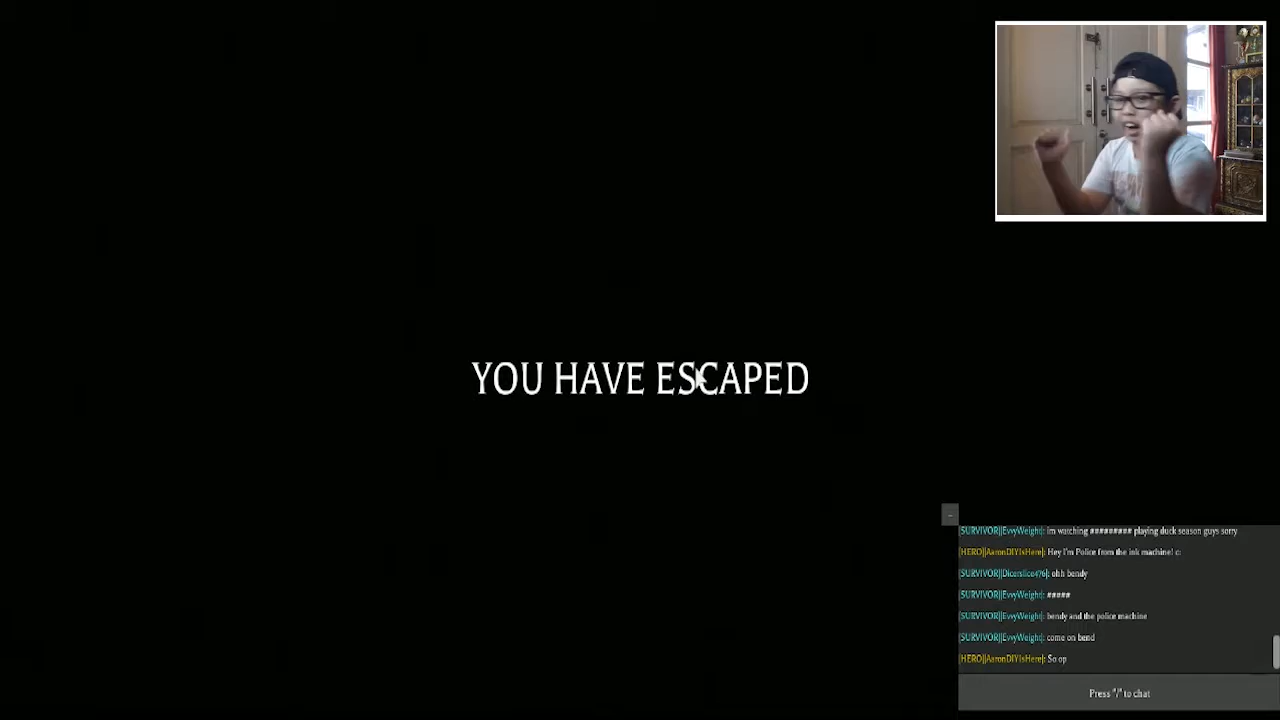 YOU HAVE ESCAPED
[SURVIVOR]|EvvyWeight|: im watching ######### playing duck season guys sorry
[HERO]|AaronDIYIsHere|: Hey I'm Police from the ink machine! c:
[SURVIVOR]|Dicerslice476|: ohh bendy
[SURVIVOR]|EvvyWeight|: #####
[SURVIVOR]|EvvyWeight|: bendy and the police machine
[SURVIVOR]|EvvyWeight|: come on bend
[HERO]|AaronDIYIsHere|: So op
Press "/" to chat